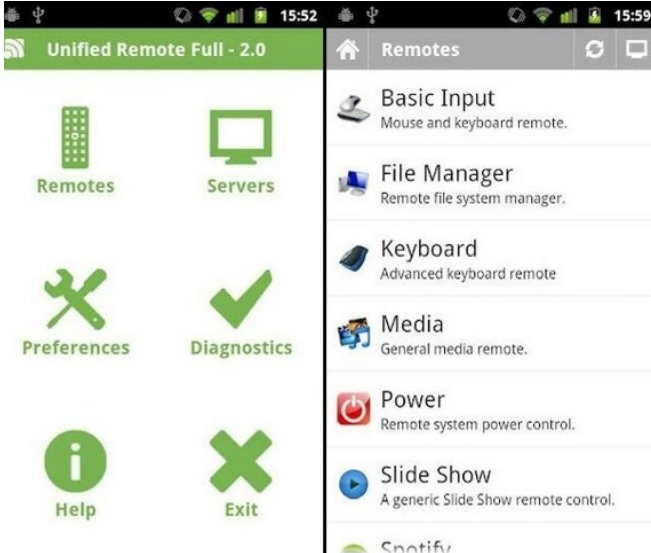 15:52
Unified Remote Full - 2.0
Remotes
Servers
Preferences
Diagnostics
Help
Exit
15:59
Remotes
Basic Input
Mouse and keyboard remote.
File Manager
Remote file system manager.
Keyboard
Advanced keyboard remote
Media
General media remote.
Power
Remote system power control.
Slide Show
A generic Slide Show remote control.
Spotify